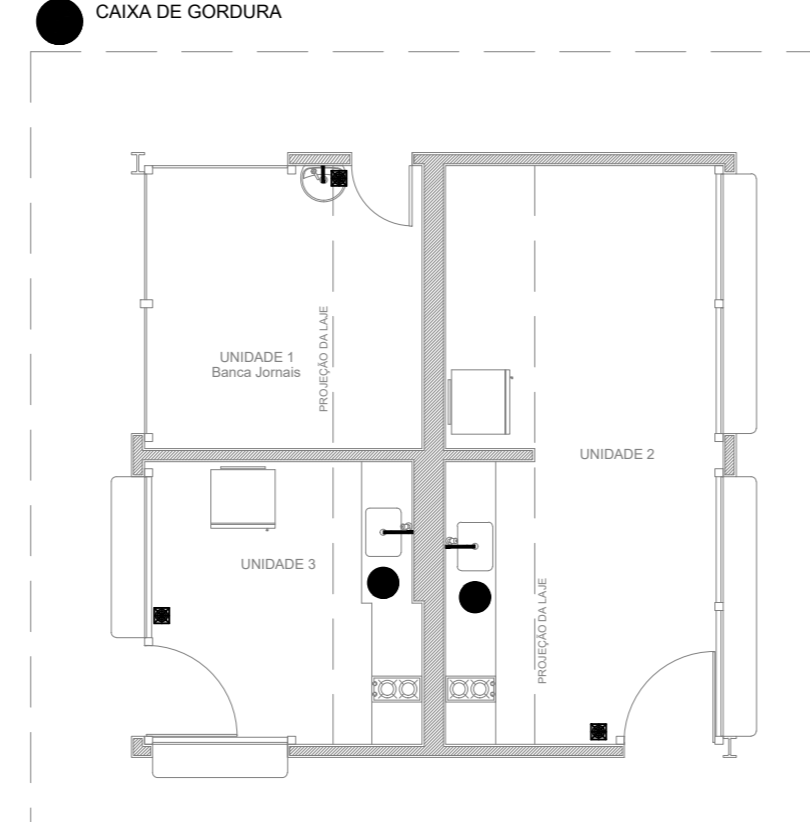 CAIXA DE GORDURA
UNIDADE 1
Banca Jornais
PROJEÇÃO DA LAJE
UNIDADE 2
UNIDADE 3
PROJEÇÃO DA LAJE